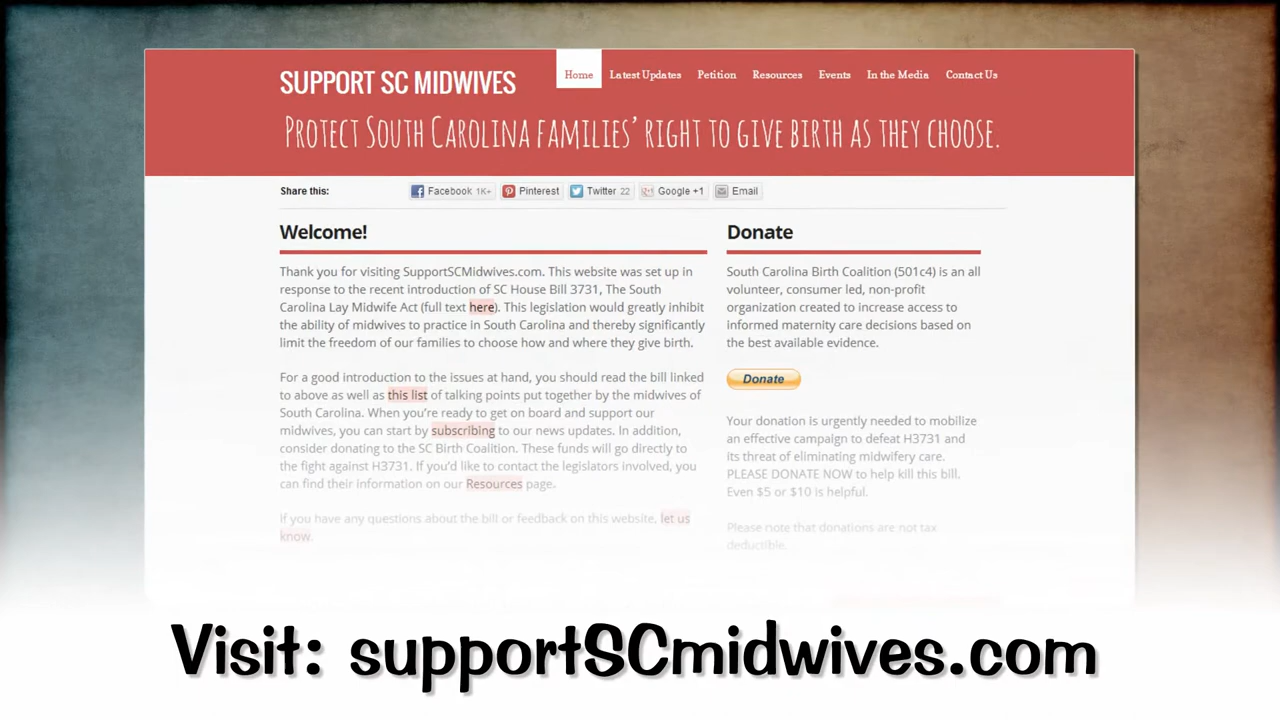 SUPPORT SC MIDWIVES
Home Latest Updates Petition Resources Events In the Media Contact Us
PROTECT SOUTH CAROLINA FAMILIES' RIGHT TO GIVE BIRTH AS THEY CHOOSE.
Share this: Facebook 1K+ Pinterest Twitter 22 Google +1 Email
Welcome!
Thank you for visiting SupportSCMidwives.com. This website was set up in
response to the recent introduction of SC House Bill 3731, The South
Carolina Lay Midwife Act (full text here). This legislation would greatly inhibit
the ability of midwives to practice in South Carolina and thereby significantly
limit the freedom of our families to choose how and where they give birth.
For a good introduction to the issues at hand, you should read the bill linked
to above as well as this list of talking points put together by the midwives of
South Carolina. When you're ready to get on board and support our
midwives, you can start by subscribing to our news updates. In addition,
consider donating to the SC Birth Coalition. These funds will go directly to
the fight against H3731. If you'd like to contact the legislators involved, you
can find their information on our Resources page.
If you have any questions about the bill or feedback on this website, let us
know.
Donate
South Carolina Birth Coalition (501c4) is an all
volunteer, consumer led, non-profit
organization created to increase access to
informed maternity care decisions based on
the best available evidence.
Donate
Your donation is urgently needed to mobilize
an effective campaign to defeat H3731 and
its threat of eliminating midwifery care.
PLEASE DONATE NOW to help kill this bill.
Even $5 or $10 is helpful.
Please note that donations are not tax
deductible.
Visit: supportSCmidwives.com